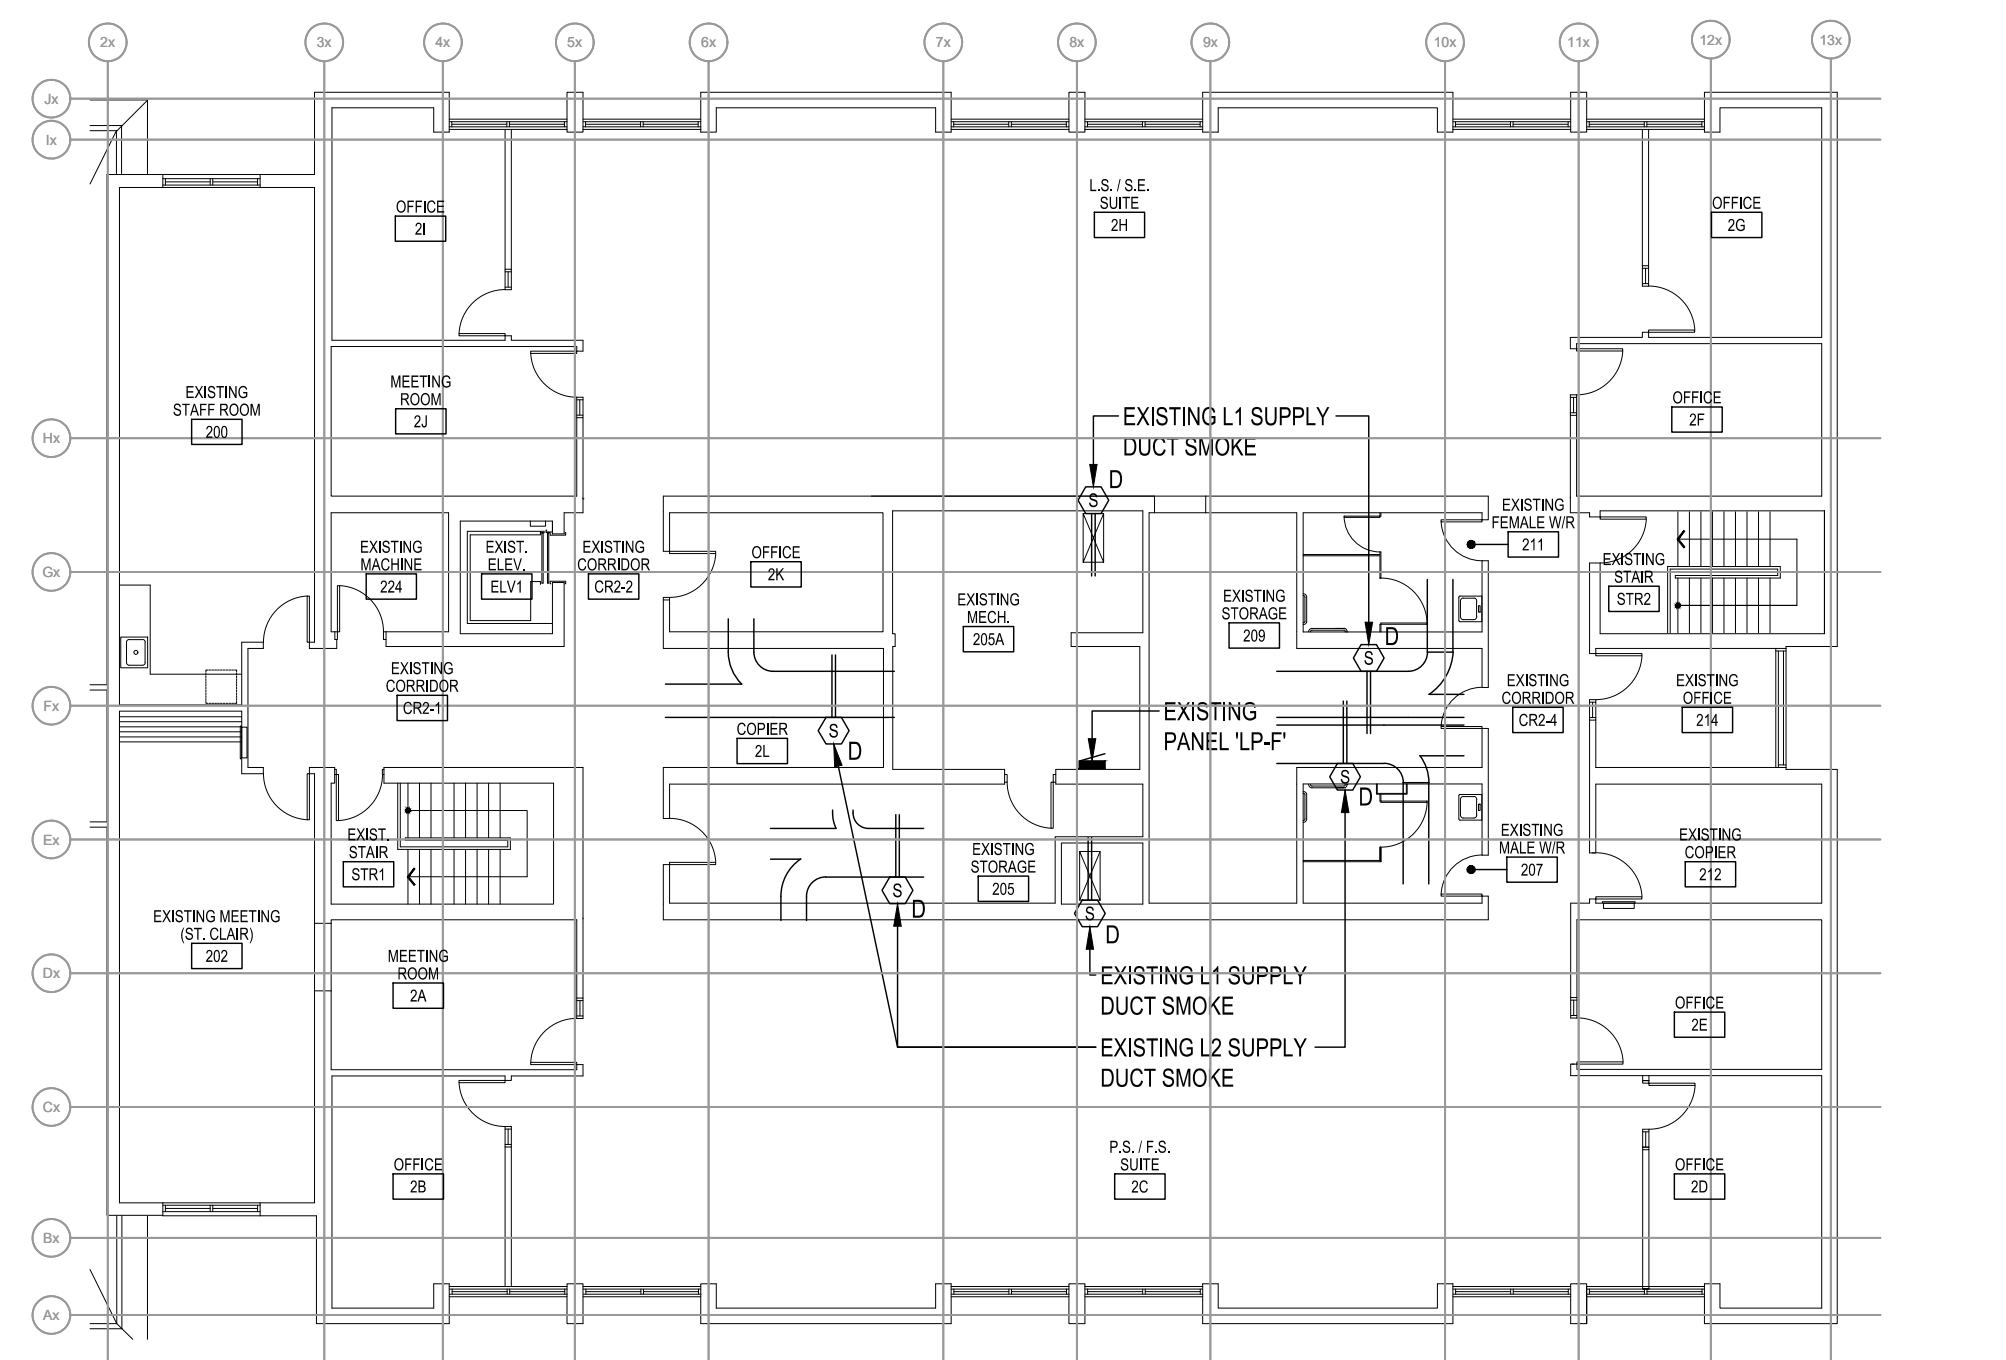 2x
3x
4x
5x
6x
7x
8x
9x
10x
11x
12x
13x
Jx
Ix
Hx
Gx
Fx
Ex
Dx
Cx
Bx
Ax
OFFICE
2I
L.S. / S.E.
SUITE
2H
OFFICE
2G
EXISTING
STAFF ROOM
200
MEETING
ROOM
2J
EXISTING L1 SUPPLY
DUCT SMOKE
OFFICE
2F
D
S
EXISTING
MACHINE
224
EXIST.
ELEV.
ELV1
EXISTING
CORRIDOR
CR2-2
OFFICE
2K
EXISTING
MECH.
205A
EXISTING
STORAGE
209
EXISTING
FEMALE W/R
211
EXISTING
STAIR
STR2
D
S
EXISTING
CORRIDOR
CR2-1
COPIER
2L
S
D
EXISTING
PANEL 'LP-F'
EXISTING
CORRIDOR
CR2-4
EXISTING
OFFICE
214
S
D
EXIST.
STAIR
STR1
EXISTING
STORAGE
205
EXISTING
MALE W/R
207
EXISTING
COPIER
212
S
D
S
D
EXISTING MEETING
(ST. CLAIR)
202
MEETING
ROOM
2A
EXISTING L1 SUPPLY
DUCT SMOKE
OFFICE
2E
EXISTING L2 SUPPLY
DUCT SMOKE
OFFICE
2B
P.S. / F.S.
SUITE
2C
OFFICE
2D